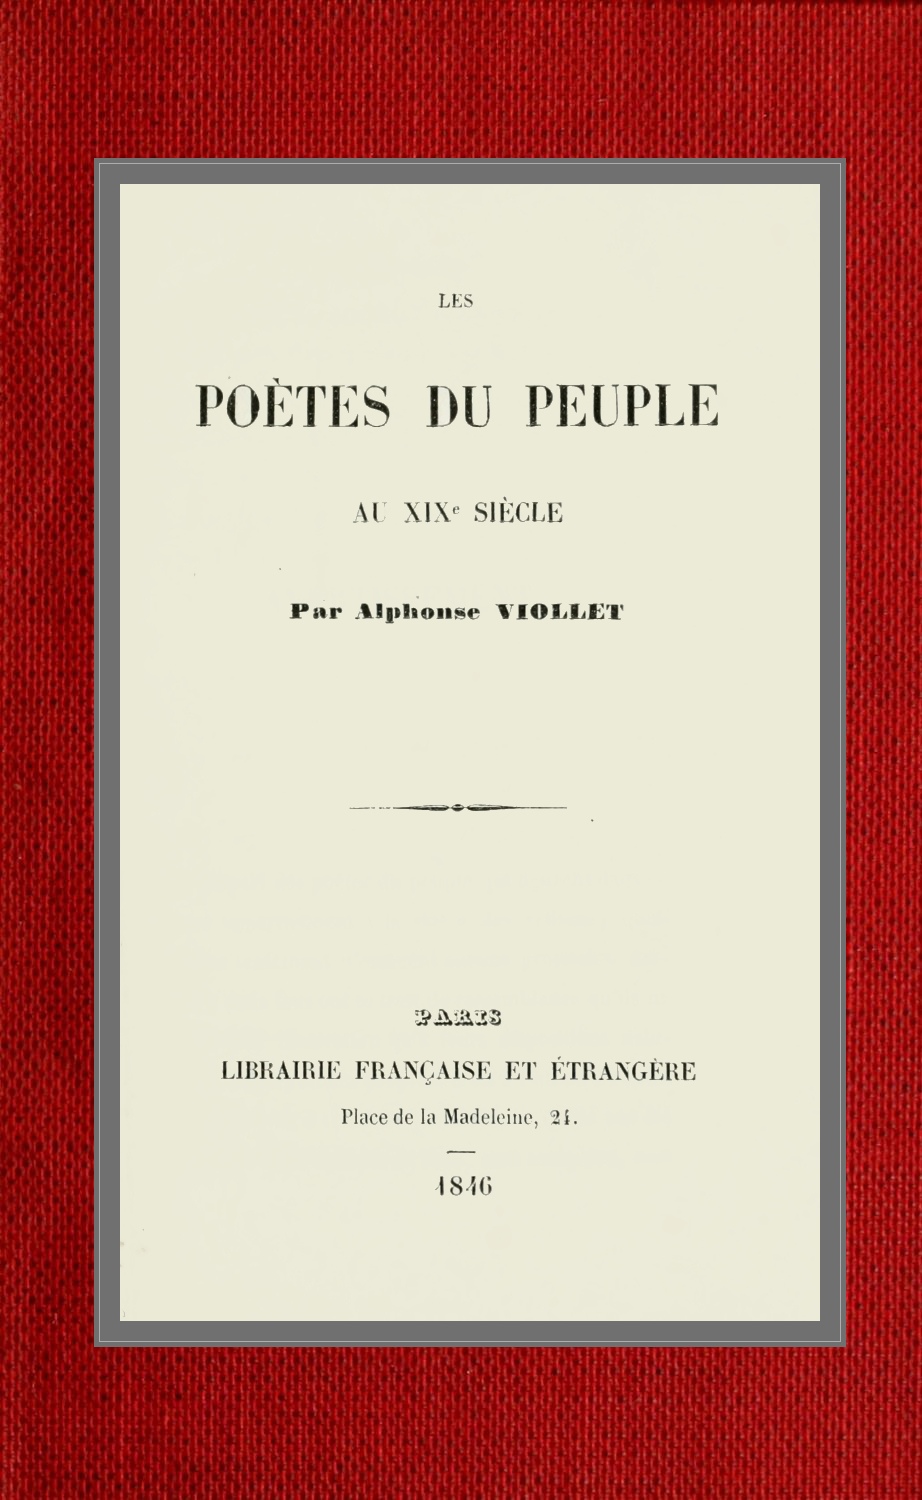 LES
POÈTES DU PEUPLE
AU XIXe SIÈCLE
Par Alphonse VIOLLET
PARIS
LIBRAIRIE FRANÇAISE ET ÉTRANGÈRE
Place de la Madeleine, 24.
1846